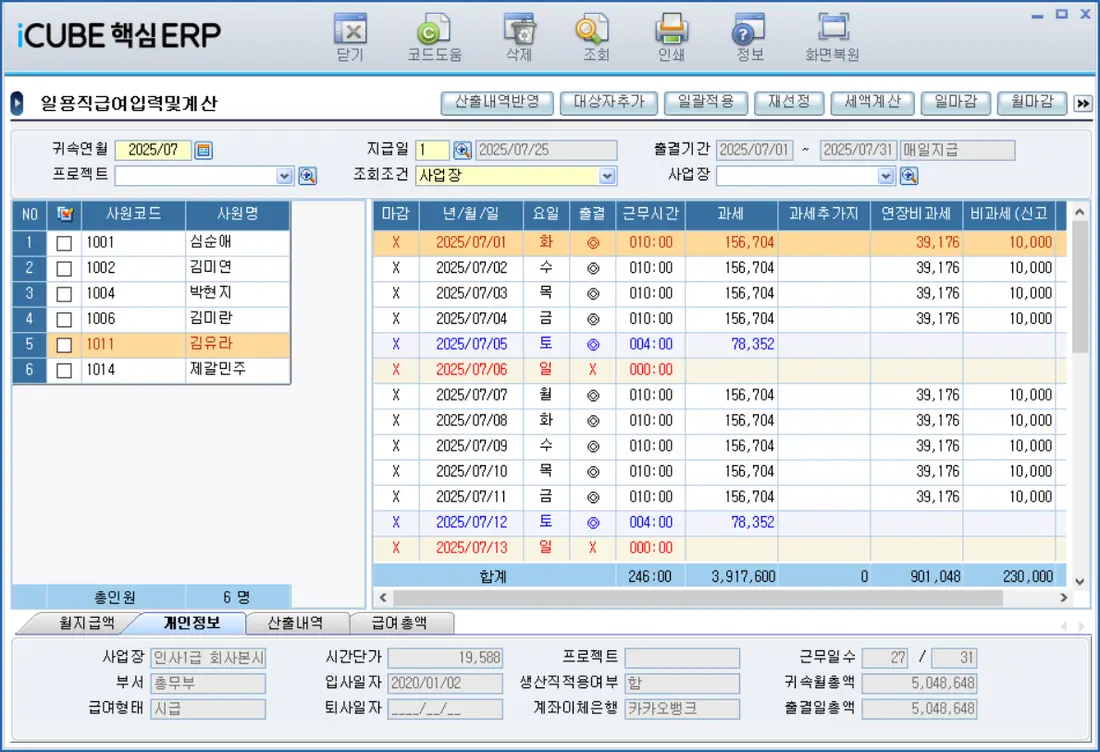 iCUBE 핵심ERP
닫기 코드도움 삭제 조회 인쇄 정보 화면복원
일용직급여입력및계산 산출내역반영 대상자추가 일괄적용 재선정 세액계산 일마감 월마감
귀속연월 2025/07 지급일 1 2025/07/25 출결기간 2025/07/01 ~ 2025/07/31 매일지급
프로젝트 조회조건 사업장 사업장
NO 사원코드 사원명
1 1001 심순애
2 1002 김미연
3 1004 박현지
4 1006 김미란
5 1011 김유라
6 1014 제갈민주
총인원 6 명
마감 년/월/일 요일 출결 근무시간 과세 과세추가지 연장비과세 비과세(신고
X 2025/07/01 화 ◎ 010:00 156,704 39,176 10,000
X 2025/07/02 수 ◎ 010:00 156,704 39,176 10,000
X 2025/07/03 목 ◎ 010:00 156,704 39,176 10,000
X 2025/07/04 금 ◎ 010:00 156,704 39,176 10,000
X 2025/07/05 토 ◎ 004:00 78,352
X 2025/07/06 일 X 000:00
X 2025/07/07 월 ◎ 010:00 156,704 39,176 10,000
X 2025/07/08 화 ◎ 010:00 156,704 39,176 10,000
X 2025/07/09 수 ◎ 010:00 156,704 39,176 10,000
X 2025/07/10 목 ◎ 010:00 156,704 39,176 10,000
X 2025/07/11 금 ◎ 010:00 156,704 39,176 10,000
X 2025/07/12 토 ◎ 004:00 78,352
X 2025/07/13 일 X 000:00
합계 246:00 3,917,600 0 901,048 230,000
월지급액 개인정보 산출내역 급여총액
사업장 인사1급 회사본사 시간단가 19,588 프로젝트 근무일수 27 / 31
부서 총무부 입사일자 2020/01/02 생산직적용여부 함 귀속월총액 5,048,648
급여형태 시급 퇴사일자 ____/__/__ 계좌이체은행 카카오뱅크 출결일총액 5,048,648